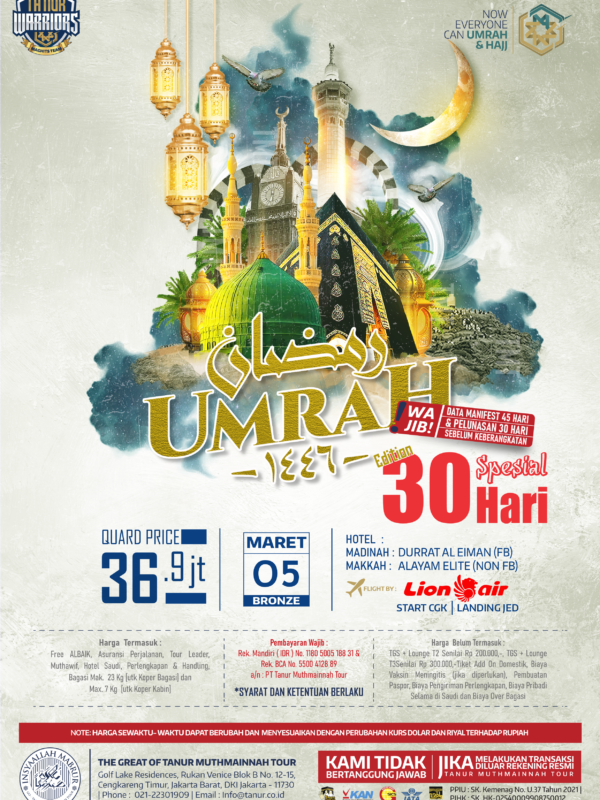 TANUR
WARRIORS
NOW
EVERYONE
CAN UMRAH
& HAJJ
رمضان
UMRAH
١٤٤٦
Edition
! WA
JIB!
DATA MANIFEST 45 HARI
& PELUNASAN 30 HARI
SEBELUM KEBERANGKATAN
30 Spesial
Hari
QUARD PRICE
36.9 jt
MARET
05
BRONZE
HOTEL :
MADINAH : DURRAT AL EIMAN (FB)
MAKKAH : ALAYAM ELITE (NON FB)
FLIGHT BY : Lion air
START CGK | LANDING JED
Harga Termasuk :
Free ALBAIK, Asuransi Perjalanan, Tour Leader,
Muthawif, Hotel Saudi, Perlengkapan & Handling,
Bagasi Mak. 23 Kg (utk Koper Bagasi) dan
Max. 7 Kg (utk Koper Kabin)
Pembayaran Wajib :
Rek. Mandiri ( IDR ) No. 1180 5005 188 31 &
Rek. BCA No. 5500 4128 89
a/n : PT Tanur Muthmainnah Tour
*SYARAT DAN KETENTUAN BERLAKU
Harga Belum Termasuk :
TGS + Lounge T2 Senilai Rp 200.000,-, TGS + Lounge
T3Senilai Rp 300.000,-Tiket Add On Domestik, Biaya
Vaksin Meningitis (jika diperlukan), Pembuatan
Paspor, Biaya Pengiriman Perlengkapan, Biaya Pribadi
Selama di Saudi dan Biaya Over Bagasi
NOTE: HARGA SEWAKTU- WAKTU DAPAT BERUBAH DAN MENYESUAIKAN DENGAN PERUBAHAN KURS DOLAR DAN RIYAL TERHADAP RUPIAH
INSYAALLAH MABRUR
THE GREAT OF TANUR MUTHMAINNAH TOUR
Golf Lake Residences, Rukan Venice Blok B No. 12-15,
Cengkareng Timur, Jakarta Barat, DKI Jakarta - 11730
Phone : 021-22301909 | Email : Info@tanur.co.id
KAMI TIDAK
BERTANGGUNG JAWAB
JIKA MELAKUKAN TRANSAKSI
DILUAR REKENING RESMI
TANUR MUTHMAINNAH TOUR
KAN
IATA
PPIU : SK. Kemenag No. U.37 Tahun 2021 |